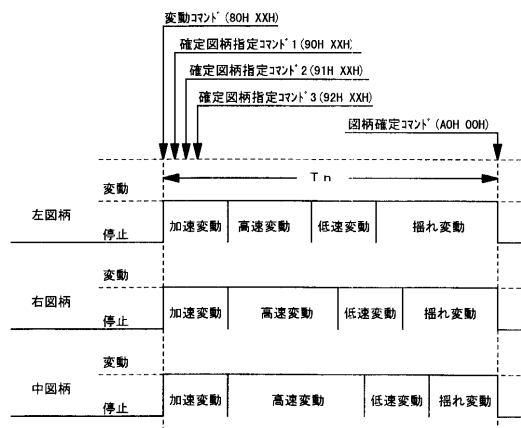 変動ｺﾏﾝﾄﾞ(80H XXH)
確定図柄指定ｺﾏﾝﾄﾞ1(90H XXH)
確定図柄指定ｺﾏﾝﾄﾞ2(91H XXH)
確定図柄指定ｺﾏﾝﾄﾞ3(92H XXH)
図柄確定ｺﾏﾝﾄﾞ(A0H 00H)
Ｔｎ
変動
左図柄
停止
加速変動 高速変動 低速変動 揺れ変動
変動
右図柄
停止
加速変動 高速変動 低速変動 揺れ変動
変動
中図柄
停止
加速変動 高速変動 低速変動 揺れ変動